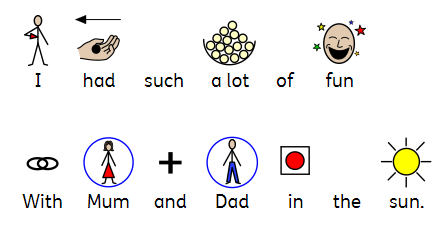 I had such a lot of fun
With Mum and Dad in the sun.